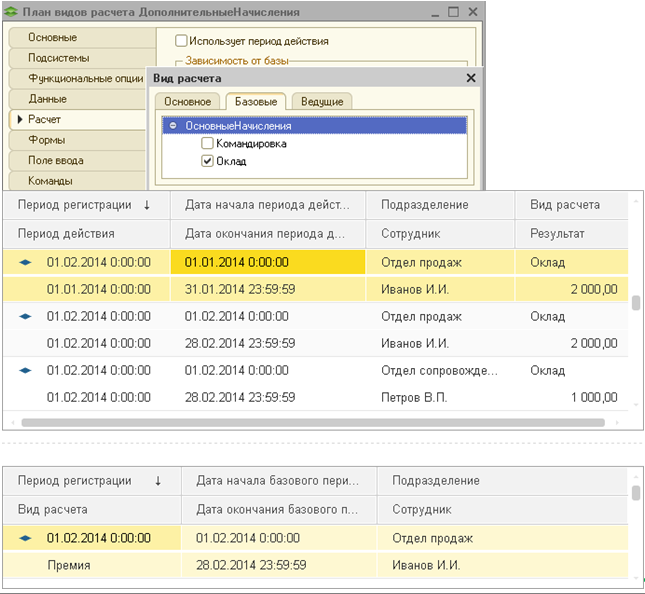 План видов расчета ДополнительныеНачисления
Основные
Подсистемы
Функциональные опции
Данные
Расчет
Формы
Поле ввода
Команды
Использует период действия
Зависимость от базы
Вид расчета
Основное Базовые Ведущие
ОсновныеНачисления
Командировка
Оклад
Период регистрации ↓ Дата начала периода дейст... Подразделение Вид расчета
Период действия Дата окончания периода д... Сотрудник Результат
01.02.2014 0:00:00 01.01.2014 0:00:00 Отдел продаж Оклад
01.01.2014 0:00:00 31.01.2014 23:59:59 Иванов И.И. 2 000,00
01.02.2014 0:00:00 01.02.2014 0:00:00 Отдел продаж Оклад
01.02.2014 0:00:00 28.02.2014 23:59:59 Иванов И.И. 2 000,00
01.02.2014 0:00:00 01.02.2014 0:00:00 Отдел сопровожде... Оклад
01.02.2014 0:00:00 28.02.2014 23:59:59 Петров В.П. 1 000,00
Период регистрации ↓ Дата начала базового пери... Подразделение
Вид расчета Дата окончания базового п... Сотрудник
01.02.2014 0:00:00 01.02.2014 0:00:00 Отдел продаж
Премия 28.02.2014 23:59:59 Иванов И.И.